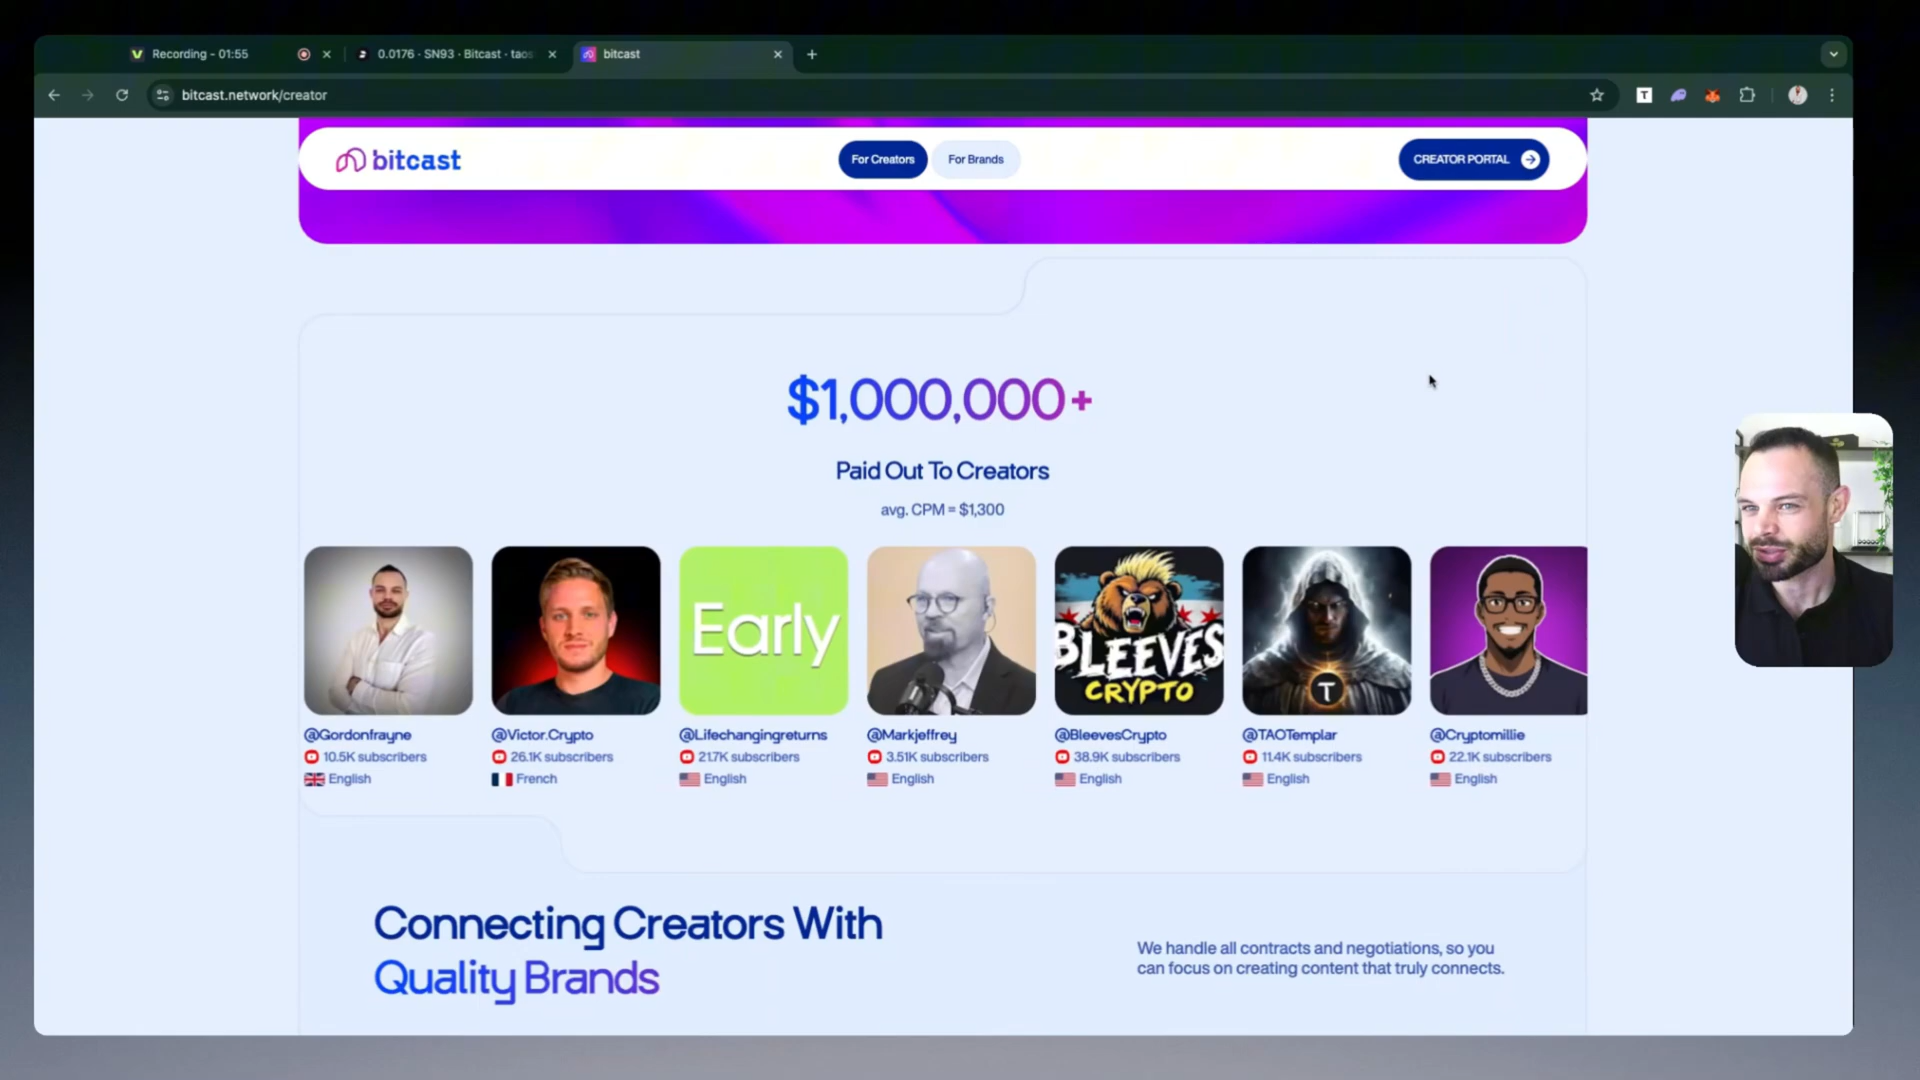 Recording - 01:55
0.0176 · SN93 · Bitcast · taos
bitcast
bitcast.network/creator
T
bitcast
For Creators
For Brands
CREATOR PORTAL
$1,000,000+
Paid Out To Creators
avg. CPM = $1,300
Early
BLEEVES
CRYPTO
T
@Gordonfrayne
10.5K subscribers
English
@Victor.Crypto
26.1K subscribers
French
@Lifechangingreturns
21.7K subscribers
English
@Markjeffrey
3.51K subscribers
English
@BleevesCrypto
38.9K subscribers
English
@TAOTemplar
11.4K subscribers
English
@Cryptomillie
22.1K subscribers
English
Connecting Creators With
Quality Brands
We handle all contracts and negotiations, so you
can focus on creating content that truly connects.